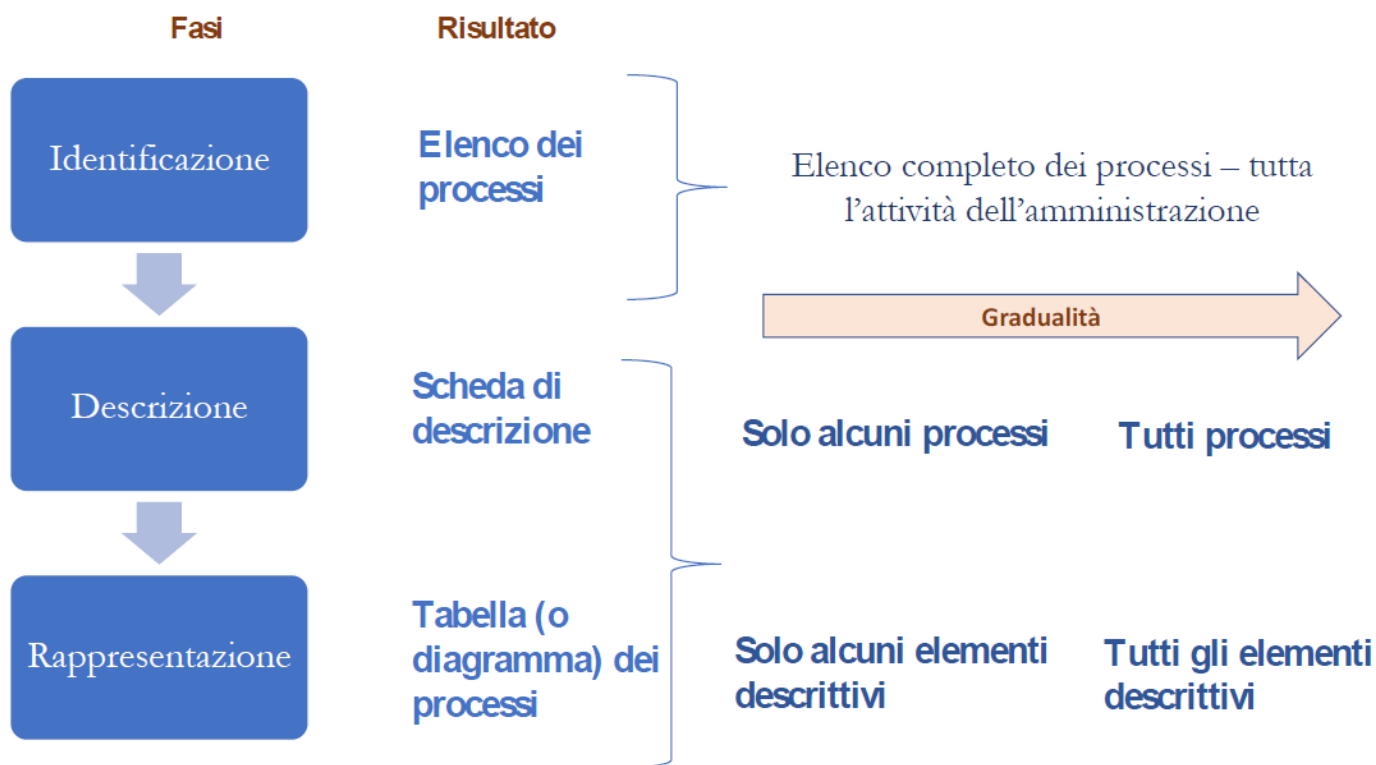 Fasi
Risultato
Identificazione
Elenco dei
processi
Elenco completo dei processi – tutta
l'attività dell'amministrazione
Gradualità
Descrizione
Scheda di
descrizione
Solo alcuni processi
Tutti processi
Rappresentazione
Tabella (o
diagramma) dei
processi
Solo alcuni elementi
descrittivi
Tutti gli elementi
descrittivi